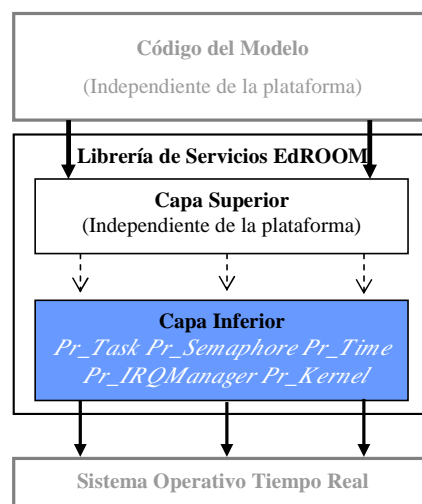 Código del Modelo
(Independiente de la plataforma)
Librería de Servicios EdROOM
Capa Superior
(Independiente de la plataforma)
Capa Inferior
Pr_Task Pr_Semaphore Pr_Time
Pr_IRQManager Pr_Kernel
Sistema Operativo Tiempo Real